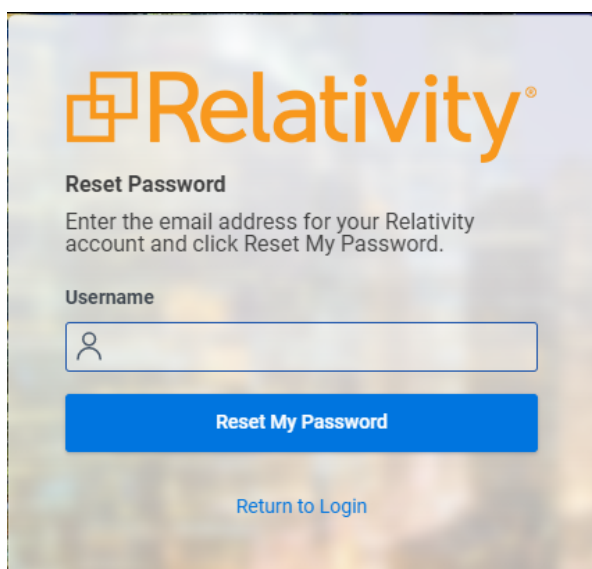 Relativity®
Reset Password
Enter the email address for your Relativity
account and click Reset My Password.
Username
Reset My Password
Return to Login